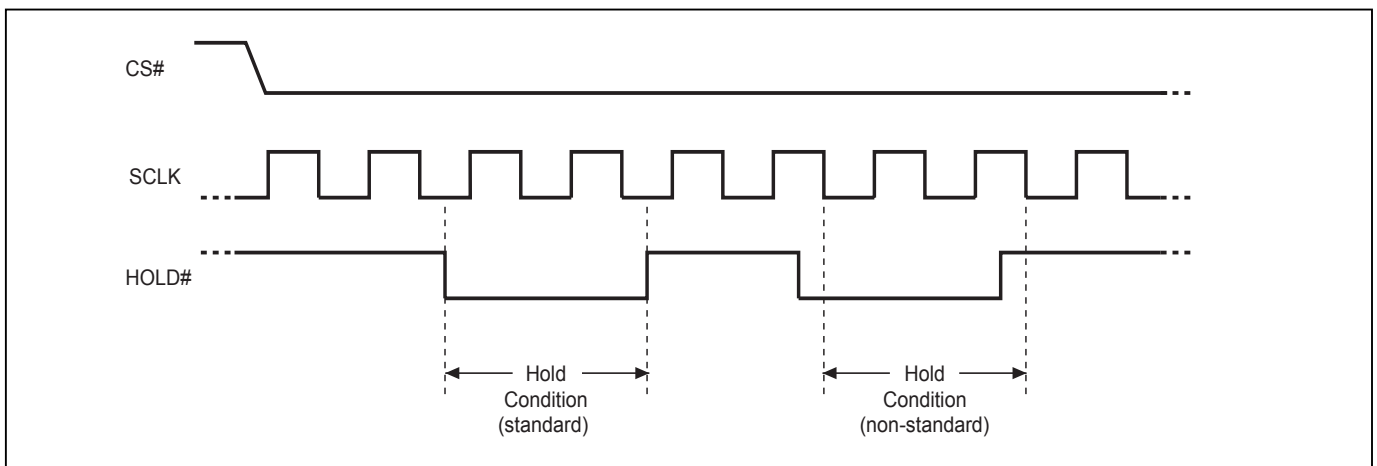 CS#
SCLK
HOLD#
Hold
Condition
(standard)
Hold
Condition
(non-standard)